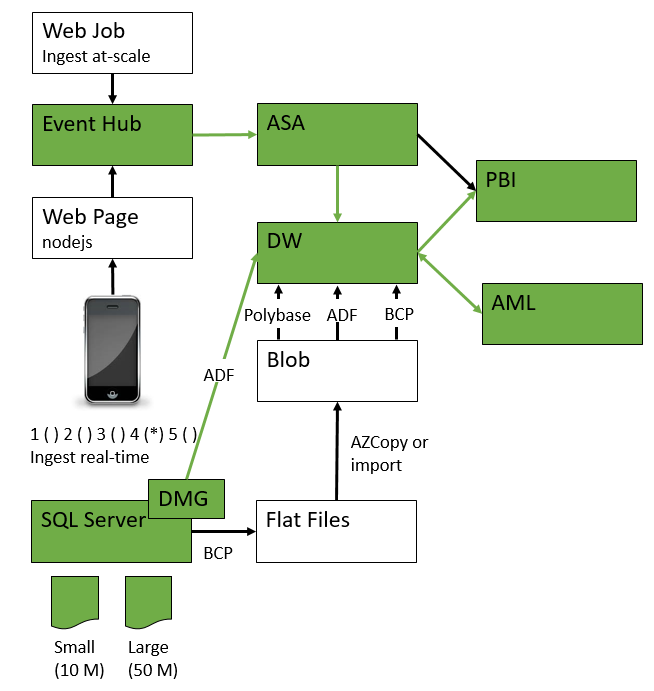 Web Job
Ingest at-scale
Event Hub
ASA
PBI
Web Page
nodejs
DW
AML
Polybase
ADF
BCP
Blob
ADF
1 ( ) 2 ( ) 3 ( ) 4 (*) 5 ( )
Ingest real-time
AZCopy or
import
DMG
SQL Server
Flat Files
BCP
Small
(10 M)
Large
(50 M)